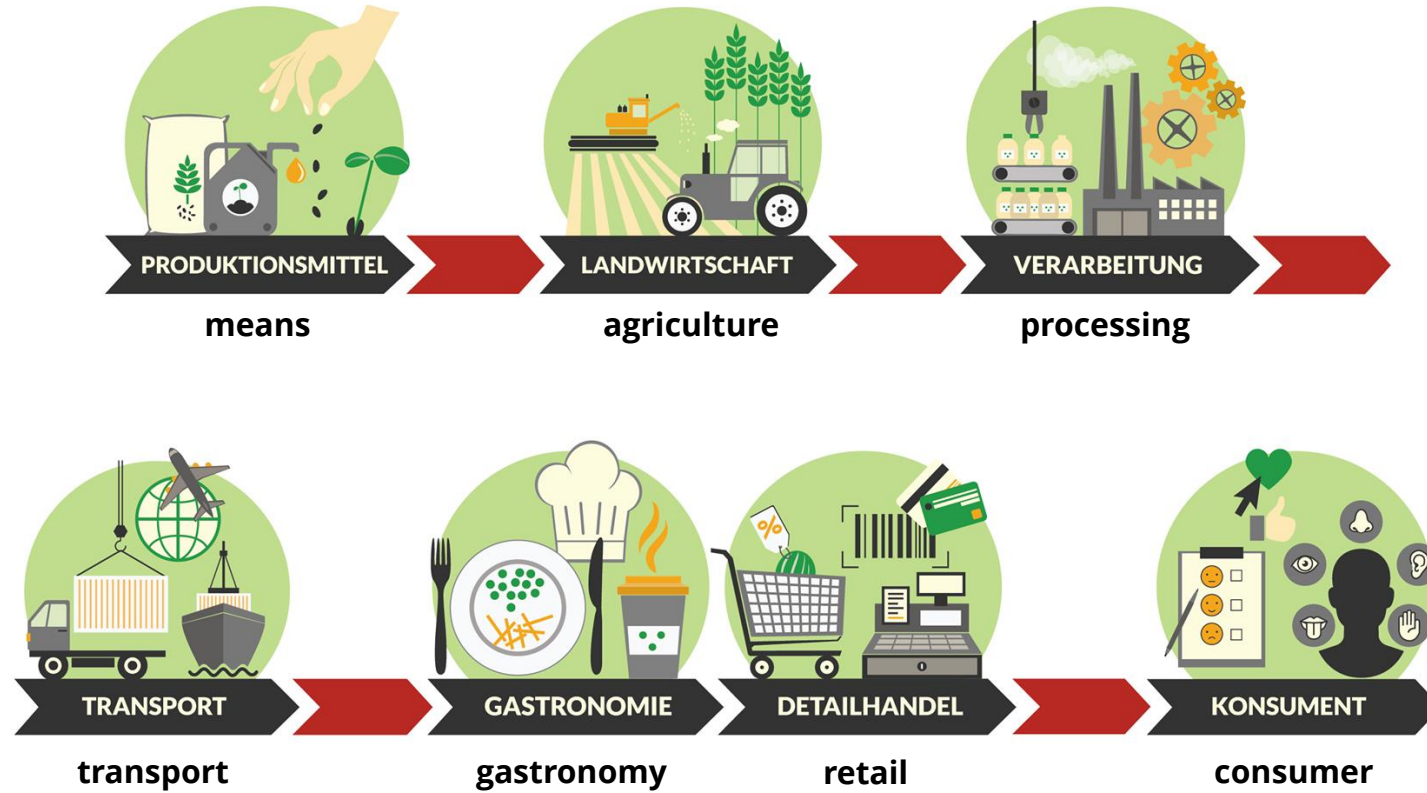 PRODUKTIONSMITTEL
LANDWIRTSCHAFT
VERARBEITUNG
means
agriculture
processing
%
TRANSPORT
GASTRONOMIE
DETAILHANDEL
KONSUMENT
transport
gastronomy
retail
consumer